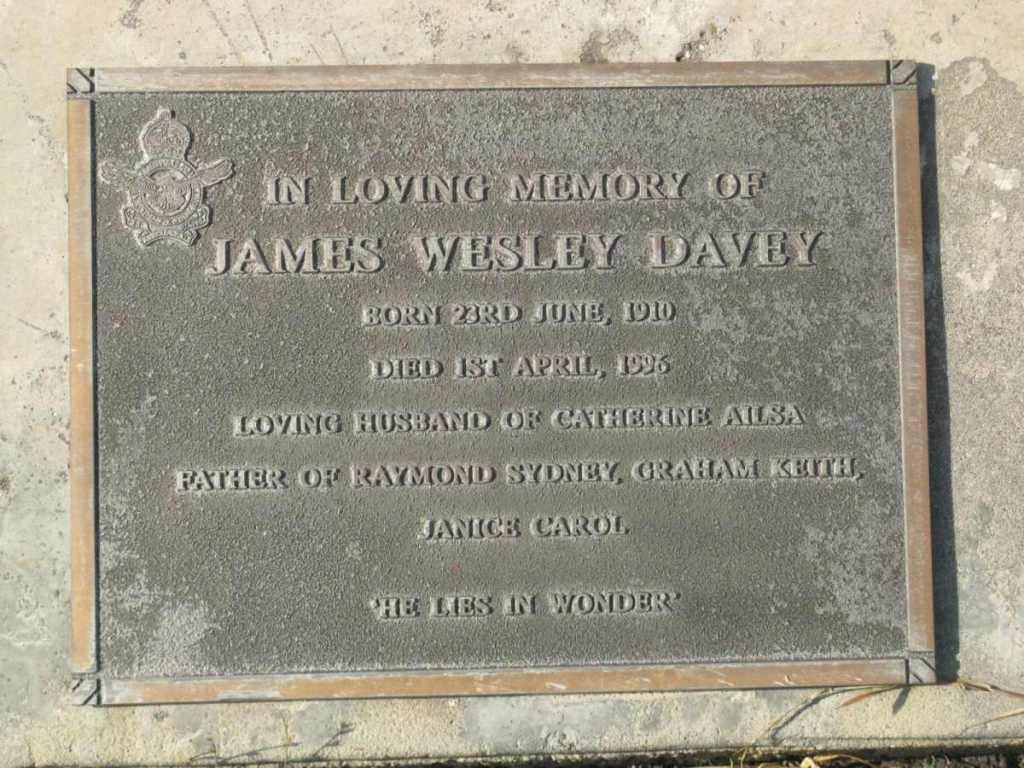 IN LOVING MEMORY OF
JAMES WESLEY DAVEY
BORN 23RD JUNE, 1910
DIED 1ST APRIL, 1996
LOVING HUSBAND OF CATHERINE AILSA
FATHER OF RAYMOND SYDNEY, GRAHAM KEITH,
JANICE CAROL
'HE LIES IN WONDER'